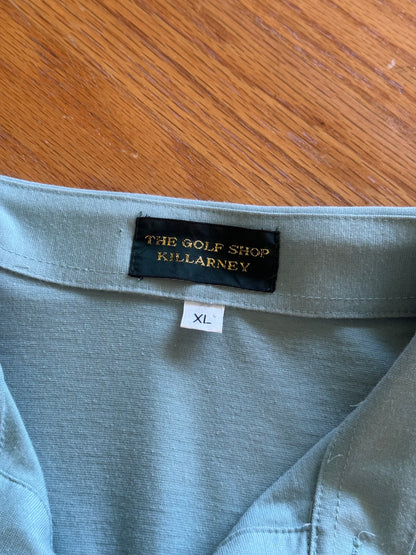 THE GOLF SHOP
KILLARNEY
XL